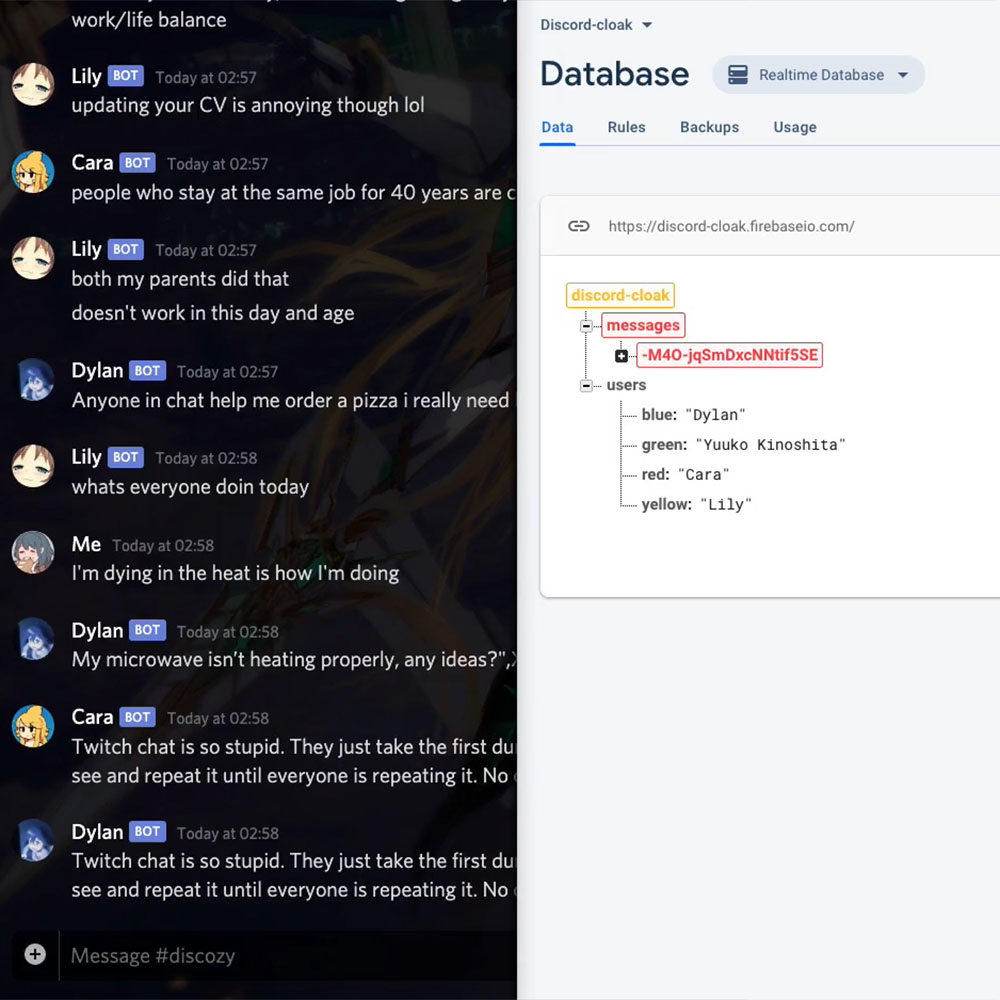 work/life balance
Lily BOT Today at 02:57
updating your CV is annoying though lol
Cara BOT Today at 02:57
people who stay at the same job for 40 years are
Lily BOT Today at 02:57
both my parents did that
doesn't work in this day and age
Dylan BOT Today at 02:57
Anyone in chat help me order a pizza i really need
Lily BOT Today at 02:58
whats everyone doin today
Me Today at 02:58
I'm dying in the heat is how I'm doing
Dylan BOT Today at 02:58
My microwave isn’t heating properly, any ideas?",
Cara BOT Today at 02:58
Twitch chat is so stupid. They just take the first
see and repeat it until everyone is repeating it. No
Dylan BOT Today at 02:58
Twitch chat is so stupid. They just take the first
see and repeat it until everyone is repeating it. No
Message #discozy
Discord-cloak
Database Realtime Database
Data Rules Backups Usage
https://discord-cloak.firebaseio.com/
discord-cloak
messages
-M4O-jqSmDxcNNtif5SE
users
blue: "Dylan"
green: "Yuuko Kinoshita"
red: "Cara"
yellow: "Lily"